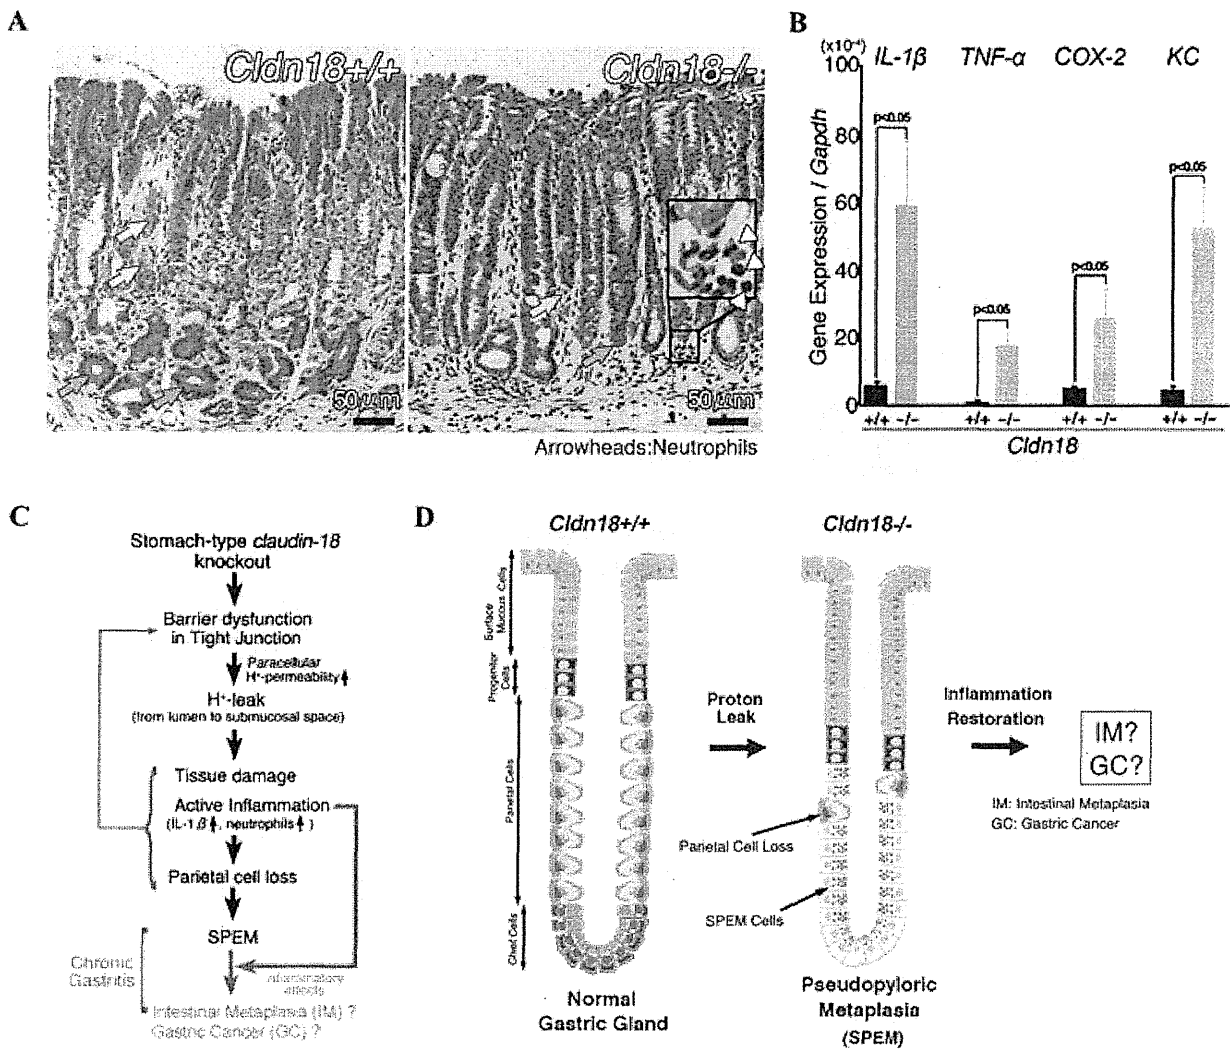 A
Cldn18+/+
50 μm
Cldn18-/-
50 μm
Arrowheads:Neutrophils
B
(x10⁻⁴)
IL-1β TNF-α COX-2 KC
Gene Expression / Gapdh
100
80
60
40
20
0
p<0.05
p<0.05
p<0.05
p<0.05
+/+ -/- +/+ -/- +/+ -/- +/+ -/-
Cldn18
C
Stomach-type claudin-18
knockout
Barrier dysfunction
in Tight Junction
Paracellular
H⁺-permeability
H⁺-leak
(from lumen to submucosal space)
Tissue damage
Active Inflammation
(IL-1β, neutrophils)
Parietal cell loss
SPEM
Chronic
Gastritis
Inflammatory
effects
Intestinal Metaplasia (IM) ?
Gastric Cancer (GC) ?
D
Cldn18+/+
Surface
Mucous Cells
Progenitor
Cells
Parietal Cells
Chief Cells
Normal
Gastric Gland
Proton
Leak
Cldn18-/-
Parietal Cell Loss
SPEM Cells
Pseudopyloric
Metaplasia
(SPEM)
Inflammation
Restoration
IM?
GC?
IM: Intestinal Metaplasia
GC: Gastric Cancer